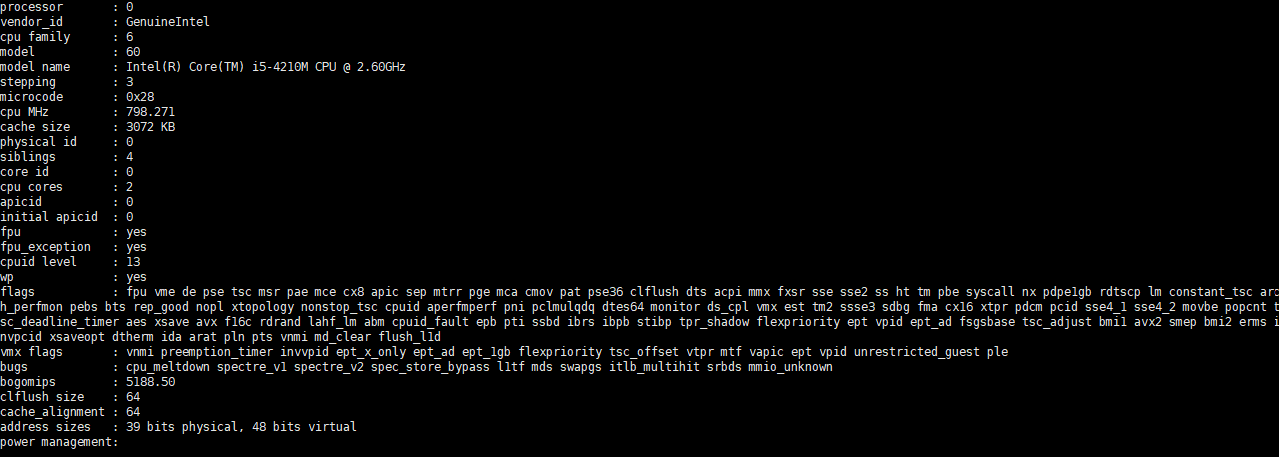 processor : 0
vendor_id : GenuineIntel
cpu family : 6
model : 60
model name : Intel(R) Core(TM) i5-4210M CPU @ 2.60GHz
stepping : 3
microcode : 0x28
cpu MHz : 798.271
cache size : 3072 KB
physical id : 0
siblings : 4
core id : 0
cpu cores : 2
apicid : 0
initial apicid : 0
fpu : yes
fpu_exception : yes
cpuid level : 13
wp : yes
flags : fpu vme de pse tsc msr pae mce cx8 apic sep mtrr pge mca cmov pat pse36 clflush dts acpi mmx fxsr sse sse2 ss ht tm pbe syscall nx pdpe1gb rdtscp lm constant_tsc arc
h_perfmon pebs bts rep_good nopl xtopology nonstop_tsc cpuid aperfmperf pni pclmulqdq dtes64 monitor ds_cpl vmx est tm2 ssse3 sdbg fma cx16 xtpr pdcm pcid sse4_1 sse4_2 movbe popcnt t
sc_deadline_timer aes xsave avx f16c rdrand lahf_lm abm cpuid_fault epb pti ssbd ibrs ibpb stibp tpr_shadow flexpriority ept vpid ept_ad fsgsbase tsc_adjust bmi1 avx2 smep bmi2 erms i
nvpcid xsaveopt dtherm ida arat pln pts vnmi md_clear flush_l1d
vmx flags : vnmi preemption_timer invvpid ept_x_only ept_ad ept_1gb flexpriority tsc_offset vtpr mtf vapic ept vpid unrestricted_guest ple
bugs : cpu_meltdown spectre_v1 spectre_v2 spec_store_bypass l1tf mds swapgs itlb_multihit srbds mmio_unknown
bogomips : 5188.50
clflush size : 64
cache_alignment : 64
address sizes : 39 bits physical, 48 bits virtual
power management: